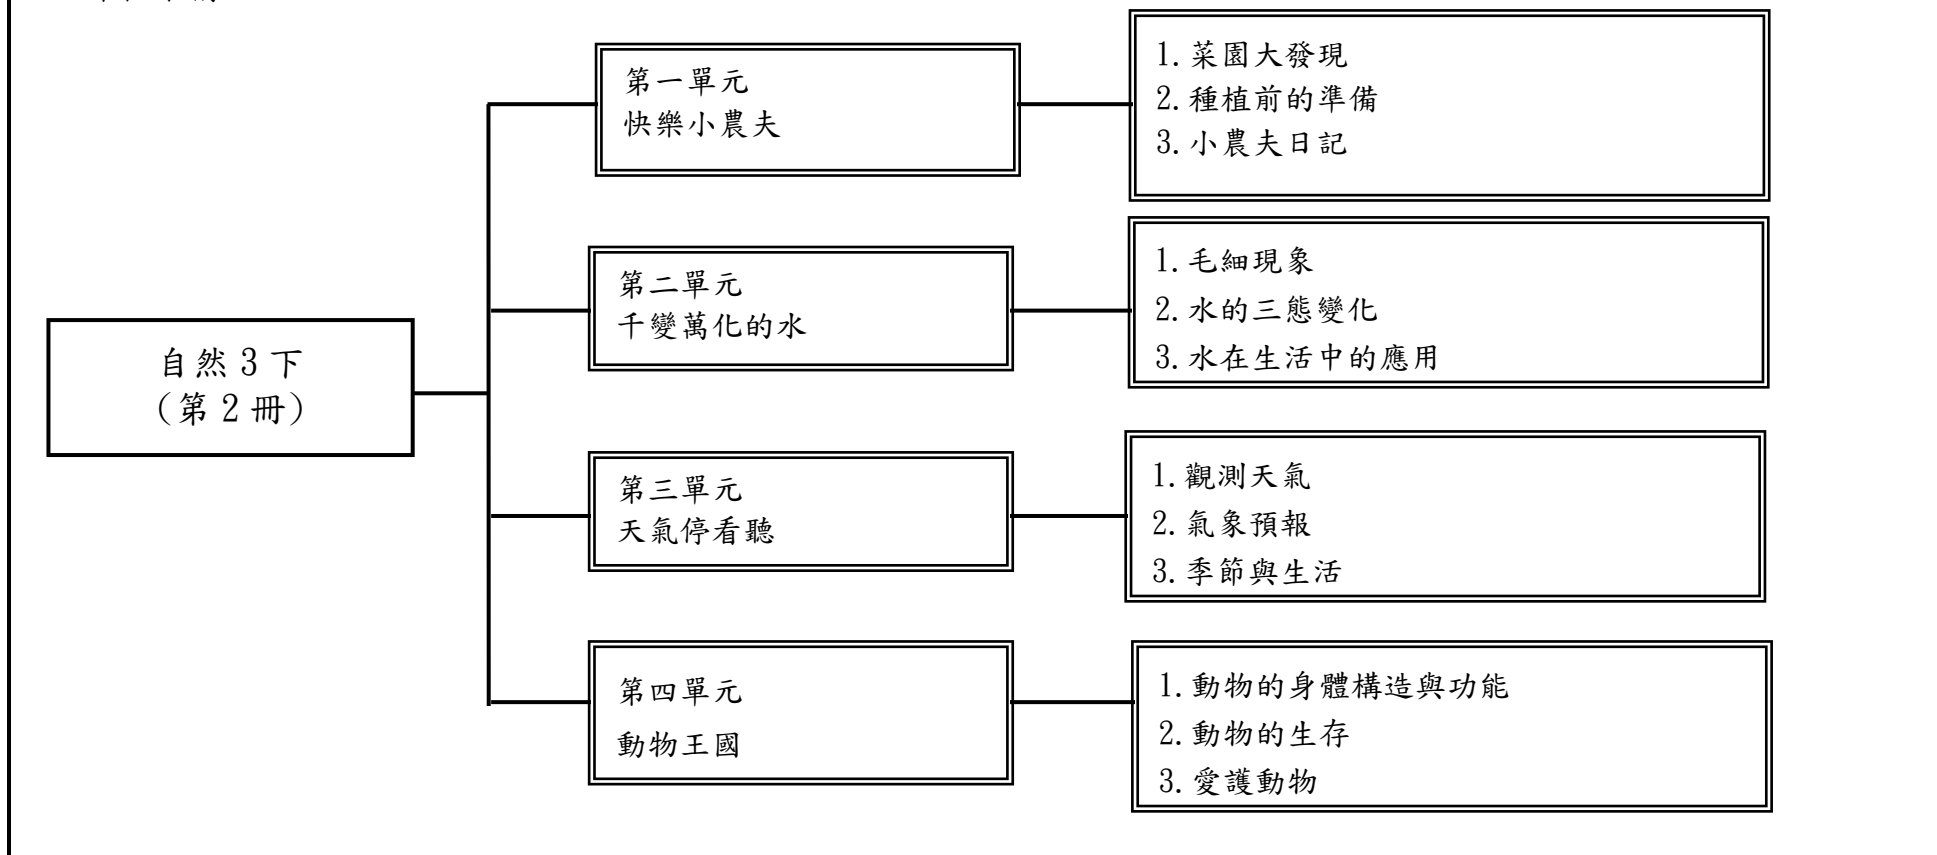 自然3下
(第2冊)
第一單元
快樂小農夫
1.菜園大發現
2.種植前的準備
3.小農夫日記
第二單元
千變萬化的水
1.毛細現象
2.水的三態變化
3.水在生活中的應用
第三單元
天氣停看聽
1.觀測天氣
2.氣象預報
3.季節與生活
第四單元
動物王國
1.動物的身體構造與功能
2.動物的生存
3.愛護動物